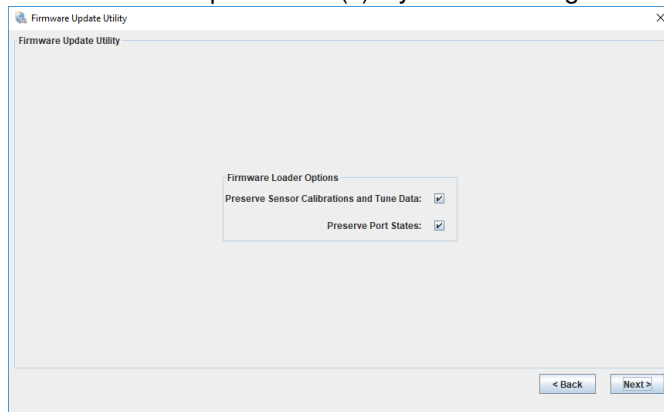 Firmware Update Utility
Firmware Update Utility
Firmware Loader Options
Preserve Sensor Calibrations and Tune Data:
Preserve Port States:
< Back Next >